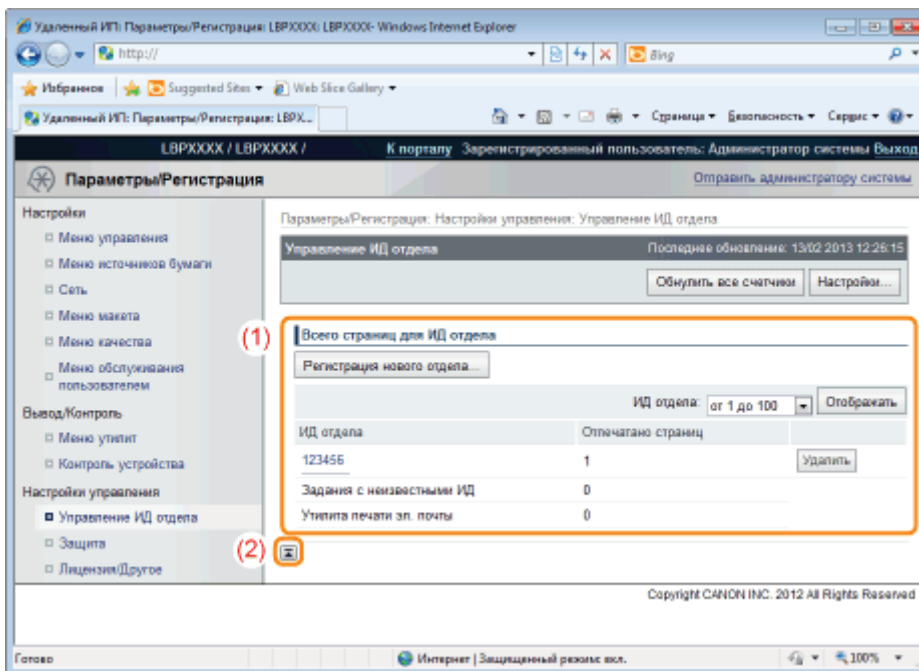 Удаленный ИП: Параметры/Регистрация: LBPXXXX: LBPXXXX- Windows Internet Explorer
http://
Bing
Избранное Suggested Sites Web Slice Gallery
Удаленный ИП: Параметры/Регистрация: LBPX...
Страница Безопасность Сервис
LBPXXXX / LBPXXXX / К порталу Зарегистрированный пользователь: Администратор системы Выход
Параметры/Регистрация Отправить администратору системы
Настройки
Меню управления
Меню источников бумаги
Сеть
Меню макета
Меню качества
Меню обслуживания
пользователем
Вывод/Контроль
Меню утилит
Контроль устройства
Настройки управления
Управление ИД отдела
Защита
Лицензия/Другое
Параметры/Регистрация: Настройки управления: Управление ИД отдела
Управление ИД отдела Последнее обновление: 13/02 2013 12:26:15
Обнулить все счетчики Настройки...
(1)
Всего страниц для ИД отдела
Регистрация нового отдела...
ИД отдела: от 1 до 100 Отображать
ИД отдела Отпечатано страниц
123456 1 Удалить
Задания с неизвестными ИД 0
Утилита печати эл. почты 0
(2)
Copyright CANON INC. 2012 All Rights Reserved
Готово Интернет | Защищенный режим: вкл. 100%